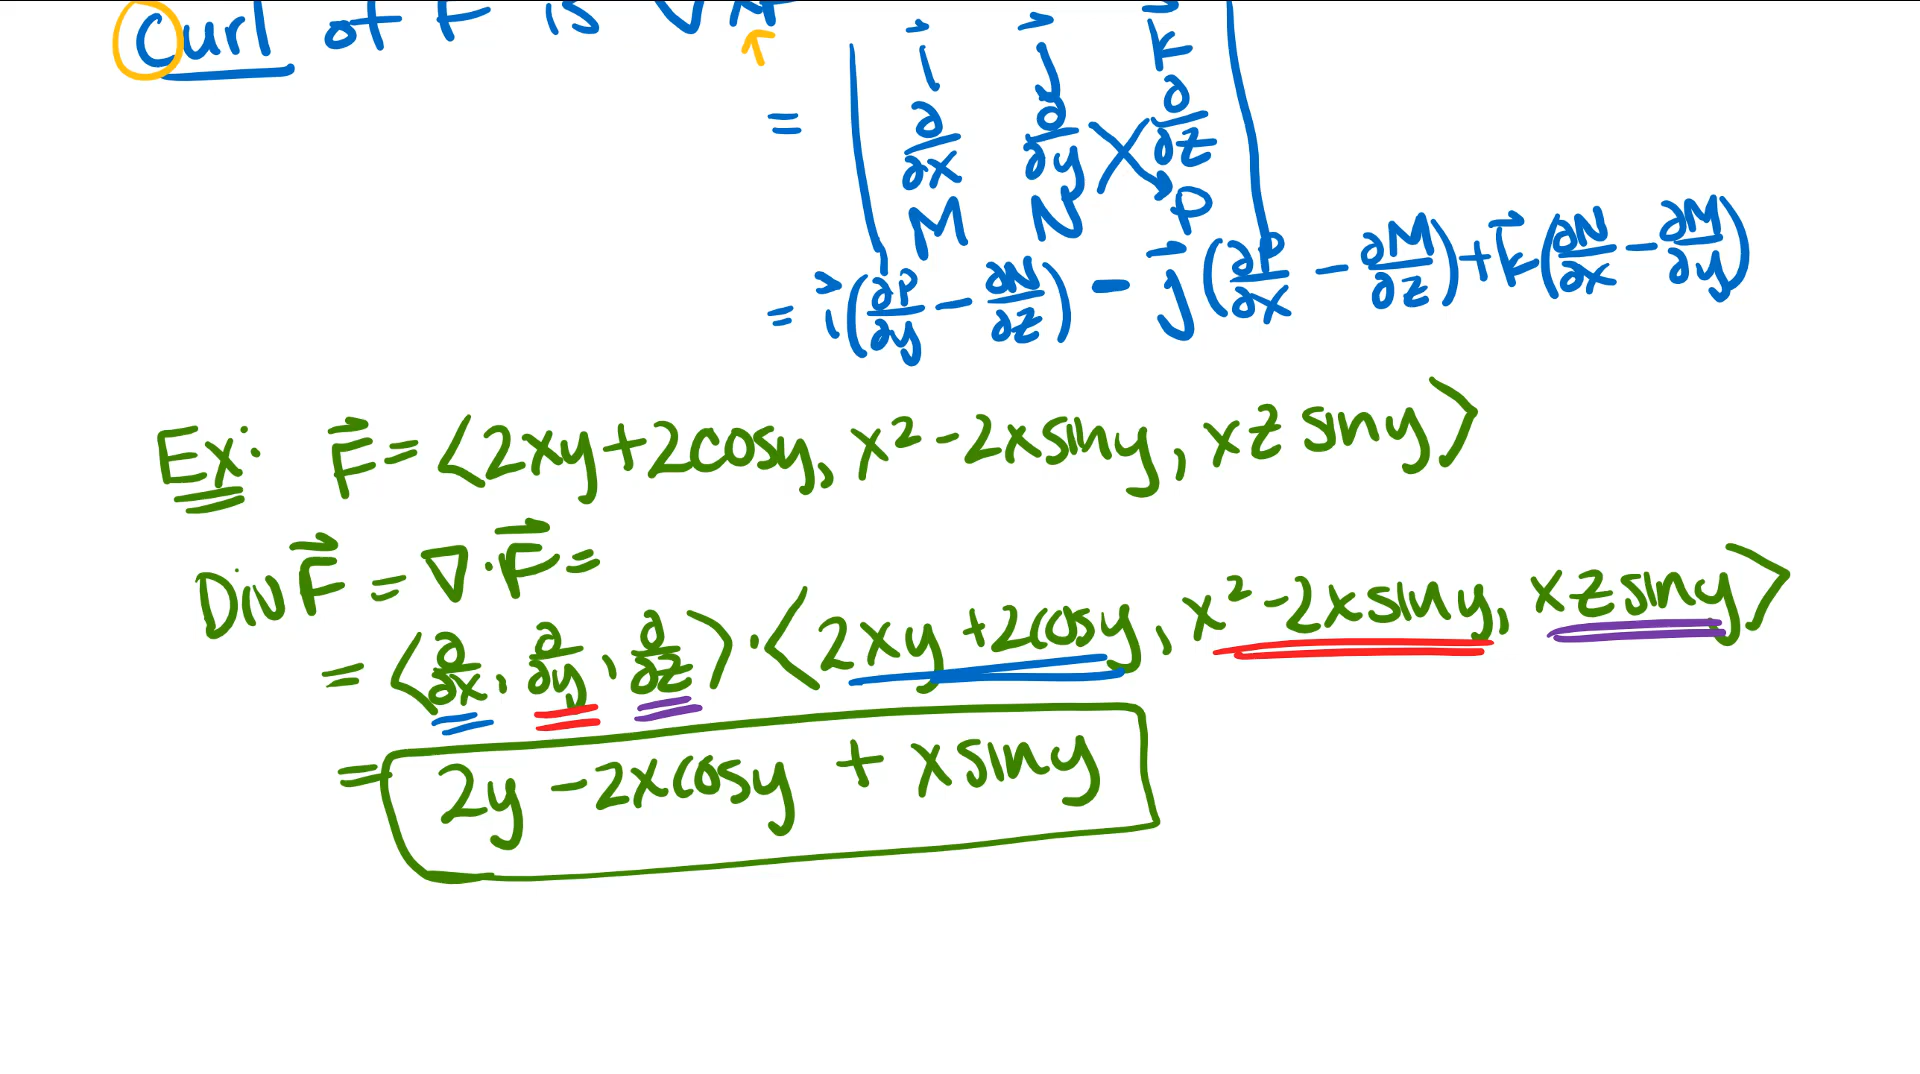 Curl of F is ∇×F
= | i⃗ j⃗ k⃗
∂/∂x ∂/∂y ∂/∂z
M N P |
= i⃗(∂P/∂y − ∂N/∂z) − j⃗(∂P/∂x − ∂M/∂z) + k⃗(∂N/∂x − ∂M/∂y)
Ex: F⃗ = ⟨2xy+2cosy, x²−2xsiny, xz siny⟩
Div F⃗ = ∇·F⃗ =
= ⟨∂/∂x, ∂/∂y, ∂/∂z⟩ · ⟨2xy+2cosy, x²−2xsiny, xzsiny⟩
= 2y −2xcosy + xsiny